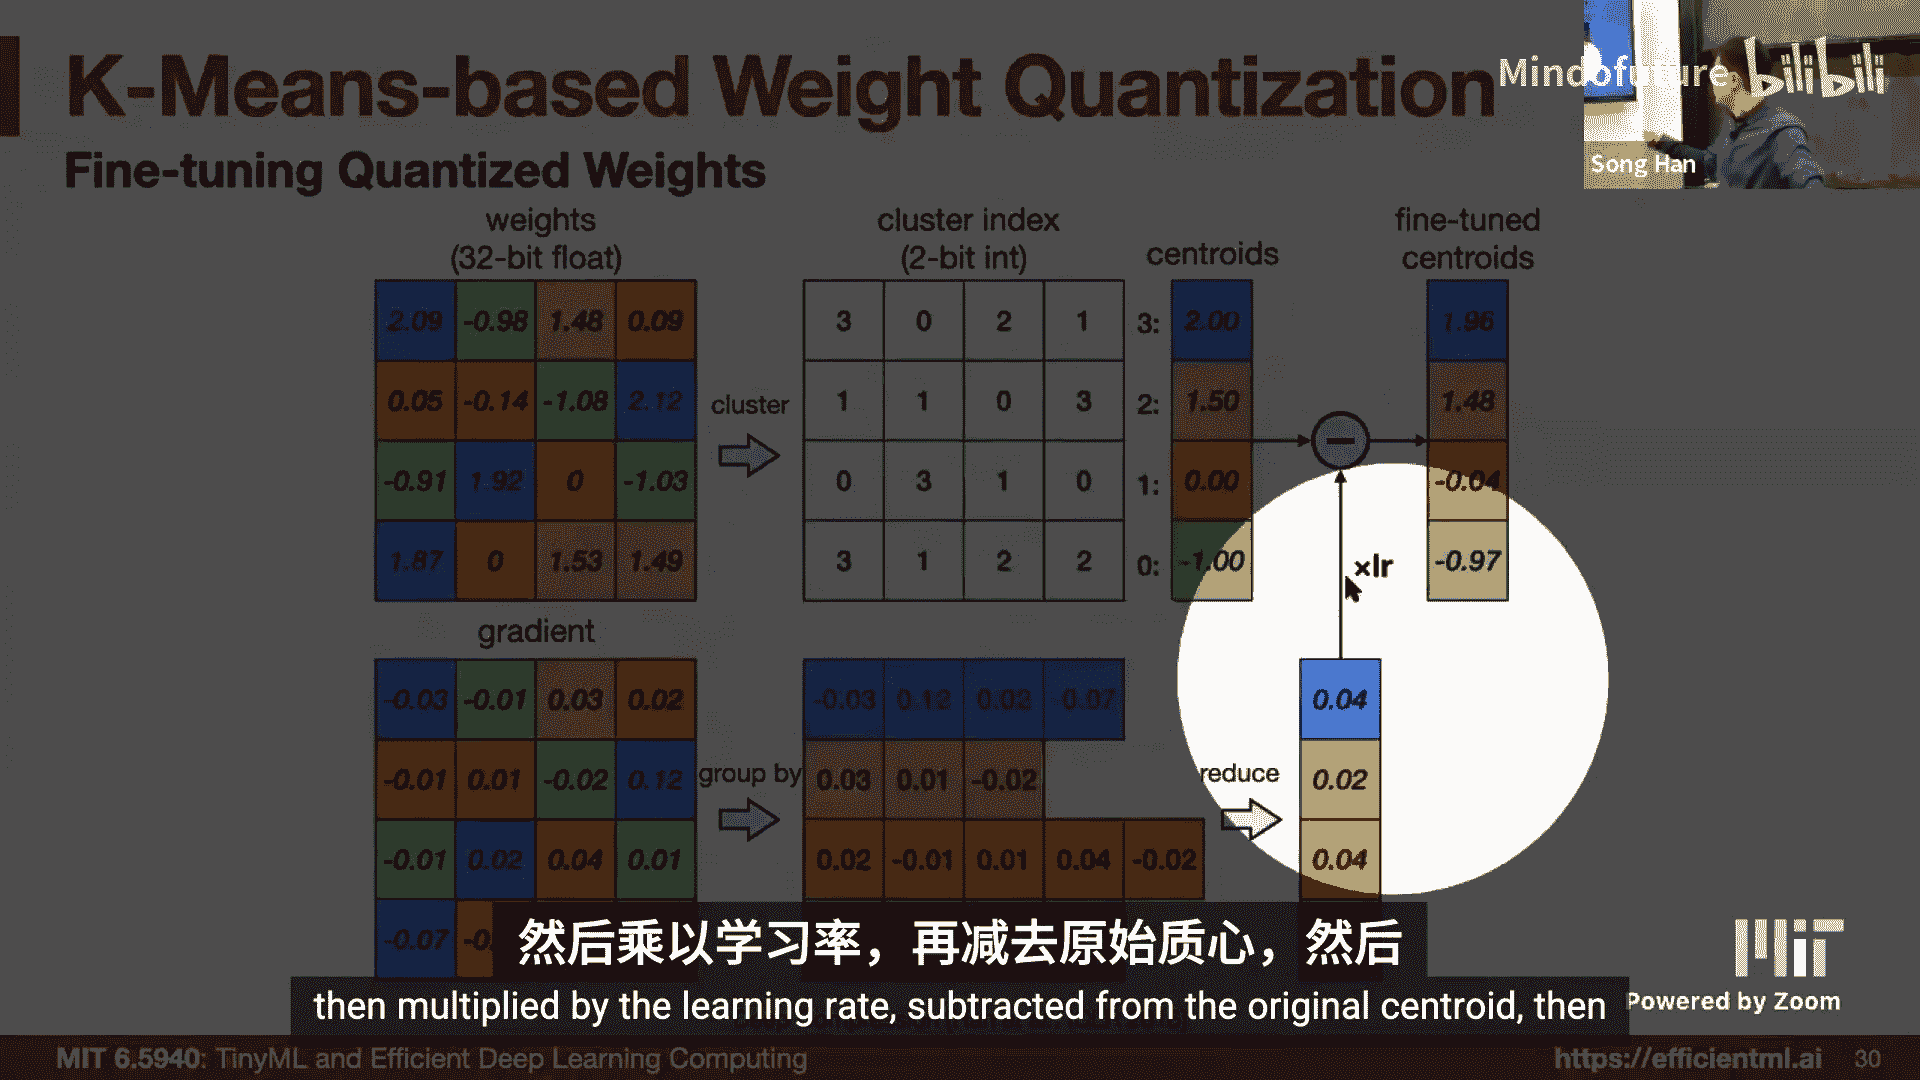 K-Means-based Weight Quantization
Mindofuture bilibili
Song Han
Fine-tuning Quantized Weights
weights
(32-bit float)
cluster index
(2-bit int)
centroids
fine-tuned
centroids
2.09 -0.98 1.48 0.09
0.05 -0.14 -1.08 2.12
-0.91 1.92 0 -1.03
1.87 0 1.53 1.49
cluster
3 0 2 1
1 1 0 3
0 3 1 0
3 1 2 2
3: 2.00
2: 1.50
1: 0.00
0: -1.00
×lr
1.96
1.48
-0.04
-0.97
gradient
-0.03 -0.01 0.03 0.02
-0.01 0.01 -0.02 0.12
-0.01 0.02 0.04 0.01
-0.07
group by
-0.03 0.12 0.02 -0.07
0.03 0.01 -0.02
0.02 -0.01 0.01 0.04 -0.02
reduce
0.04
0.02
0.04
然后乘以学习率，再减去原始质心，然后
then multiplied by the learning rate, subtracted from the original centroid, then
MIT
Powered by Zoom
MIT 6.5940: TinyML and Efficient Deep Learning Computing
https://efficientml.ai
30